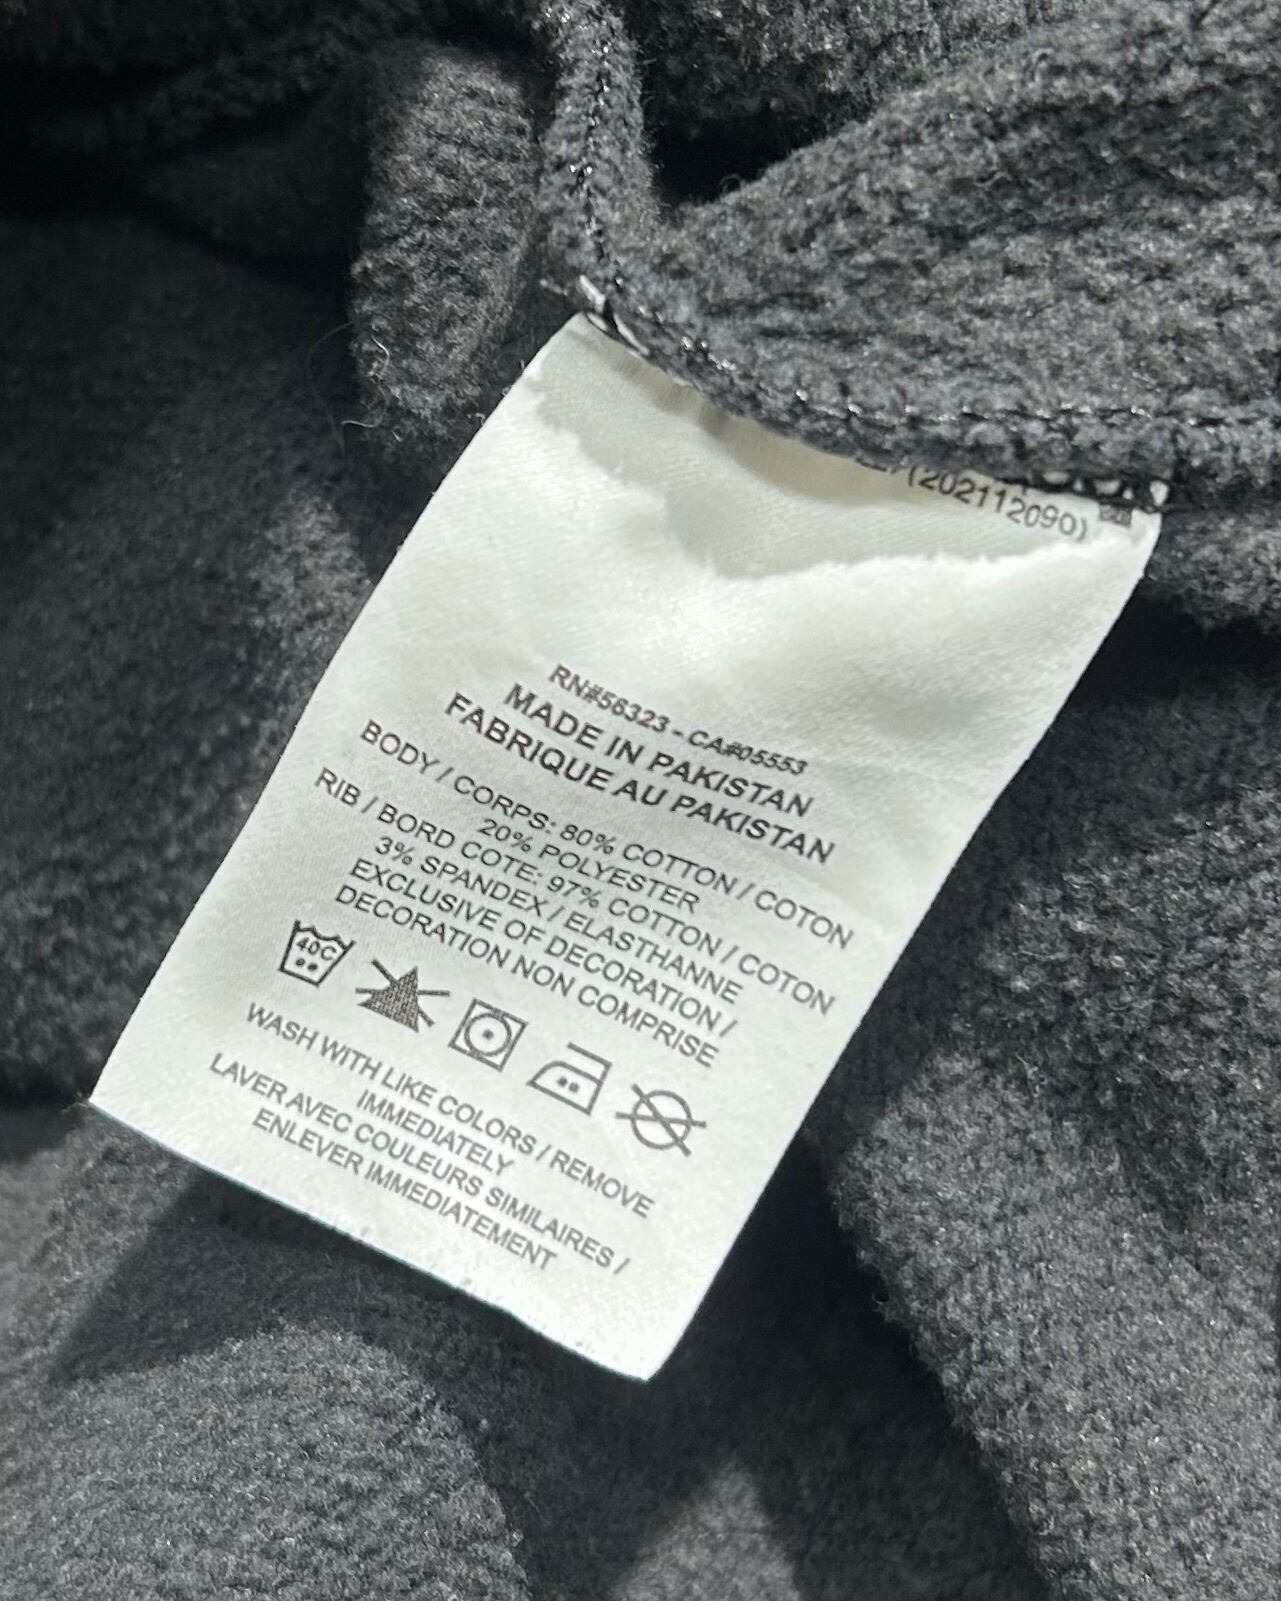 (202112090)
RN#56323 - CA#05553
MADE IN PAKISTAN
FABRIQUE AU PAKISTAN
BODY / CORPS: 80% COTTON / COTON
20% POLYESTER
RIB / BORD COTE: 97% COTTON / COTON
3% SPANDEX / ELASTHANNE
EXCLUSIVE OF DECORATION /
DECORATION NON COMPRISE
40C
WASH WITH LIKE COLORS / REMOVE
IMMEDIATELY
LAVER AVEC COULEURS SIMILAIRES /
ENLEVER IMMEDIATEMENT